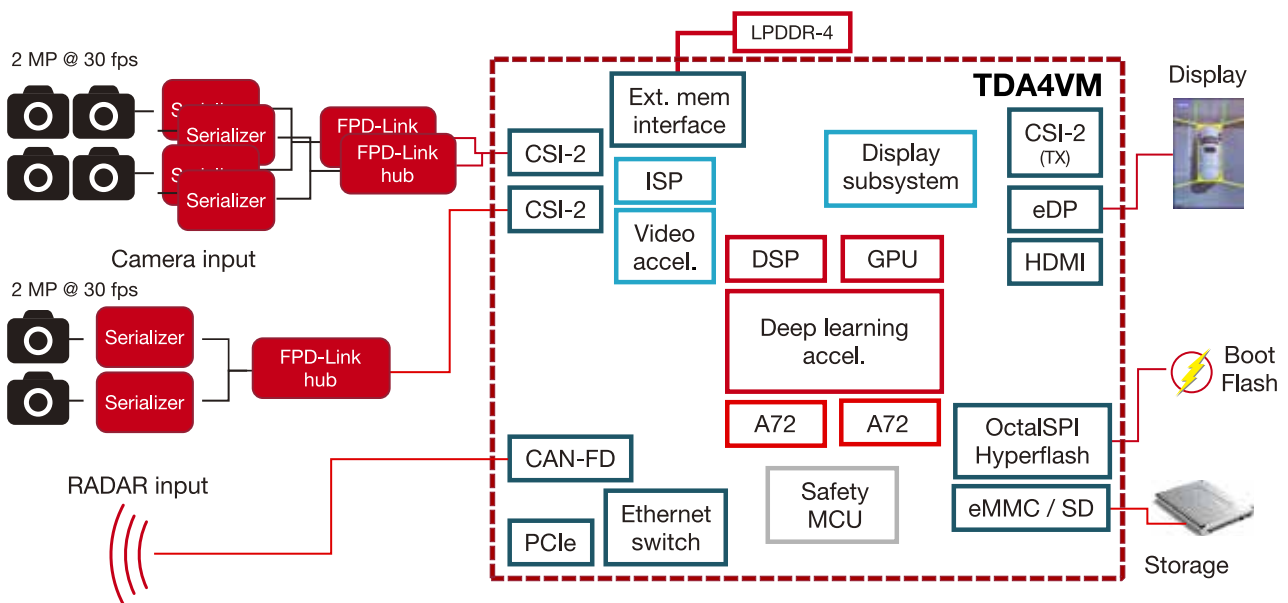 2 MP @ 30 fps
Serializer
Serializer
Serializer
FPD-Link
FPD-Link
hub
Camera input
2 MP @ 30 fps
Serializer
Serializer
FPD-Link
hub
RADAR input
LPDDR-4
TDA4VM
Ext. mem
interface
CSI-2
CSI-2
ISP
Video
accel.
Display
subsystem
CSI-2
(TX)
eDP
HDMI
DSP
GPU
Deep learning
accel.
A72
A72
OctalSPI
Hyperflash
CAN-FD
Safety
MCU
eMMC / SD
PCIe
Ethernet
switch
Display
Boot
Flash
Storage